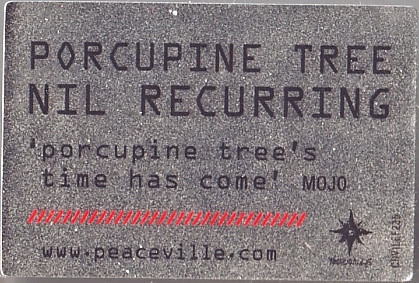 PORCUPINE TREE
NIL RECURRING
'porcupine tree's
time has come' MOJO
www.peaceville.com